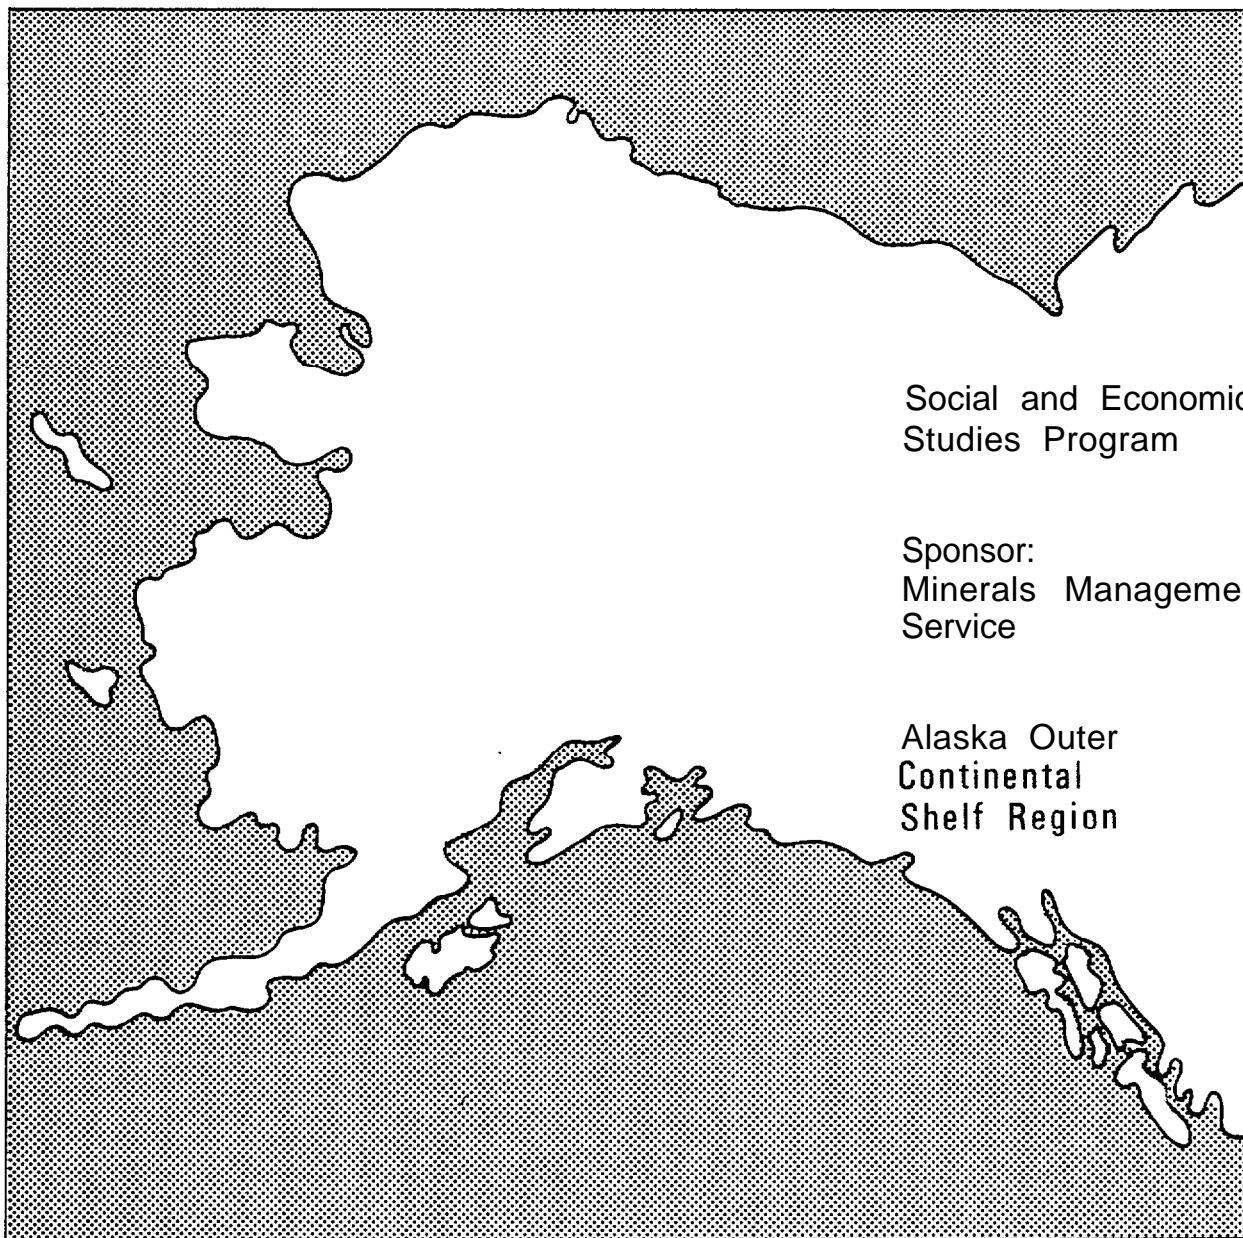 Social and Economic
Studies Program
Sponsor:
Minerals Manageme
Service
Alaska Outer
Continental
Shelf Region